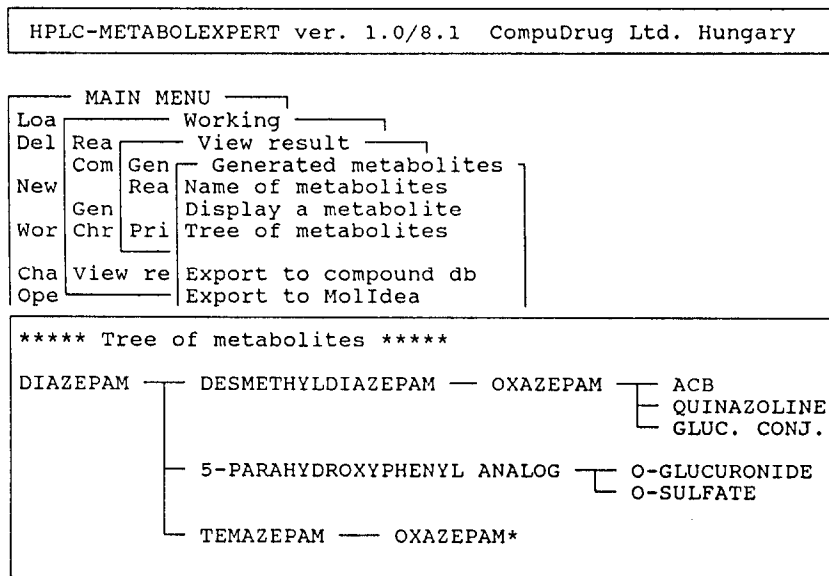 HPLC-METABOLEXPERT ver. 1.0/8.1 CompuDrug Ltd. Hungary
MAIN MENU
Loa Working
Del Rea View result
Com Gen Generated metabolites
New Rea Name of metabolites
Gen Display a metabolite
Wor Chr Pri Tree of metabolites
Cha View re Export to compound db
Ope Export to MolIdea
***** Tree of metabolites *****
DIAZEPAM DESMETHYLDIAZEPAM OXAZEPAM ACB
QUINAZOLINE
GLUC. CONJ.
5-PARAHYDROXYPHENYL ANALOG O-GLUCURONIDE
O-SULFATE
TEMAZEPAM OXAZEPAM*